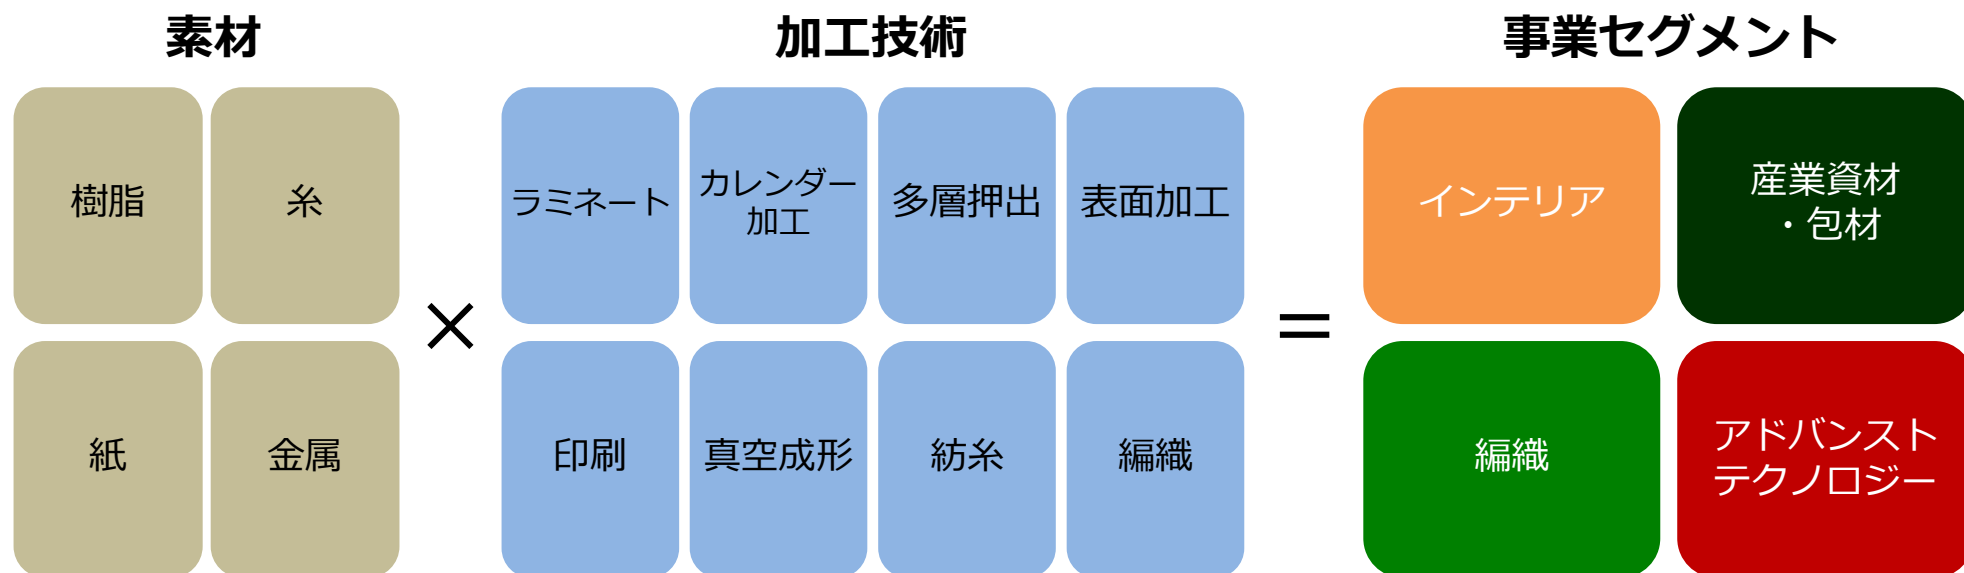 素材
加工技術
事業セグメント
樹脂
糸
紙
金属
×
ラミネート
カレンダー
加工
多層押出
表面加工
印刷
真空成形
紡糸
編織
=
インテリア
産業資材
・包材
編織
アドバンスト
テクノロジー